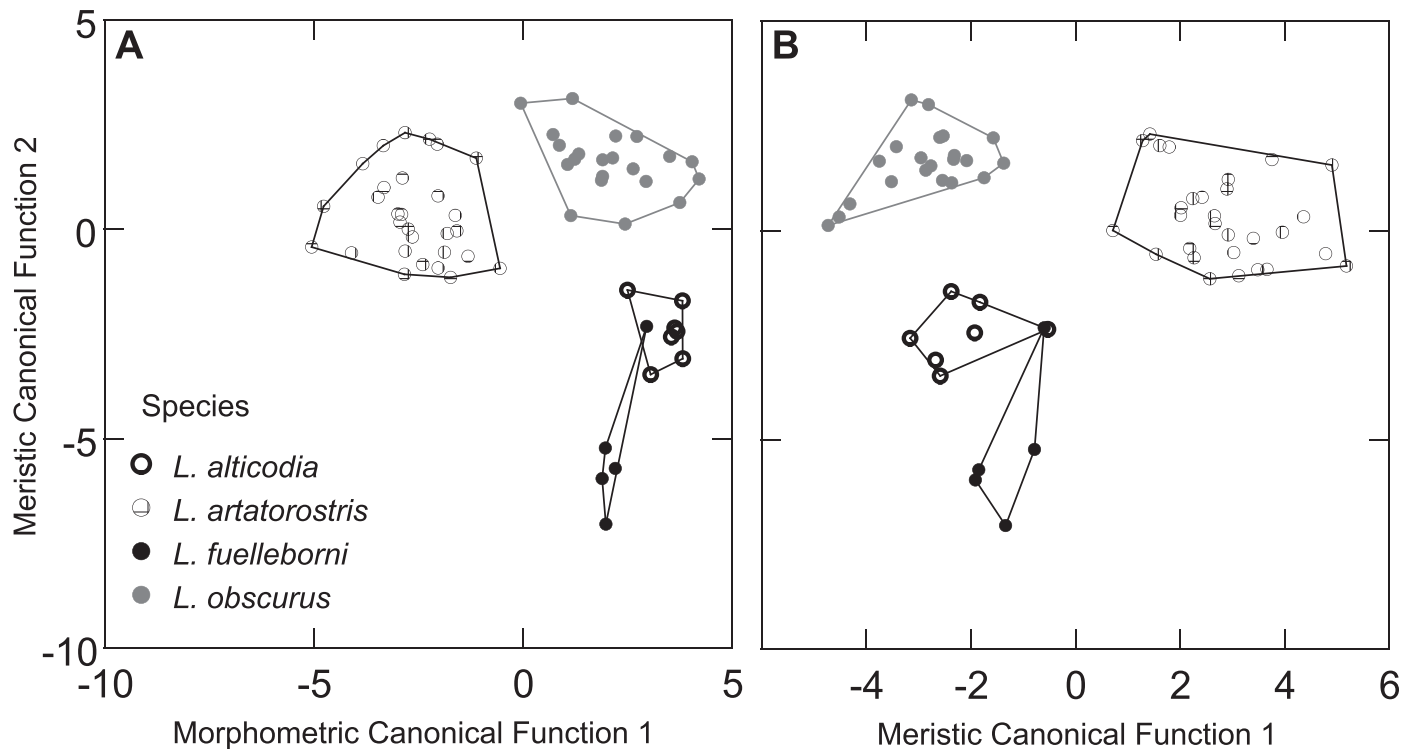 A
B
Meristic Canonical Function 2
5
0
-5
-10
Species
L. alticodia
L. artatorostris
L. fuelleborni
L. obscurus
-10 -5 0 5
-4 -2 0 2 4 6
Morphometric Canonical Function 1
Meristic Canonical Function 1